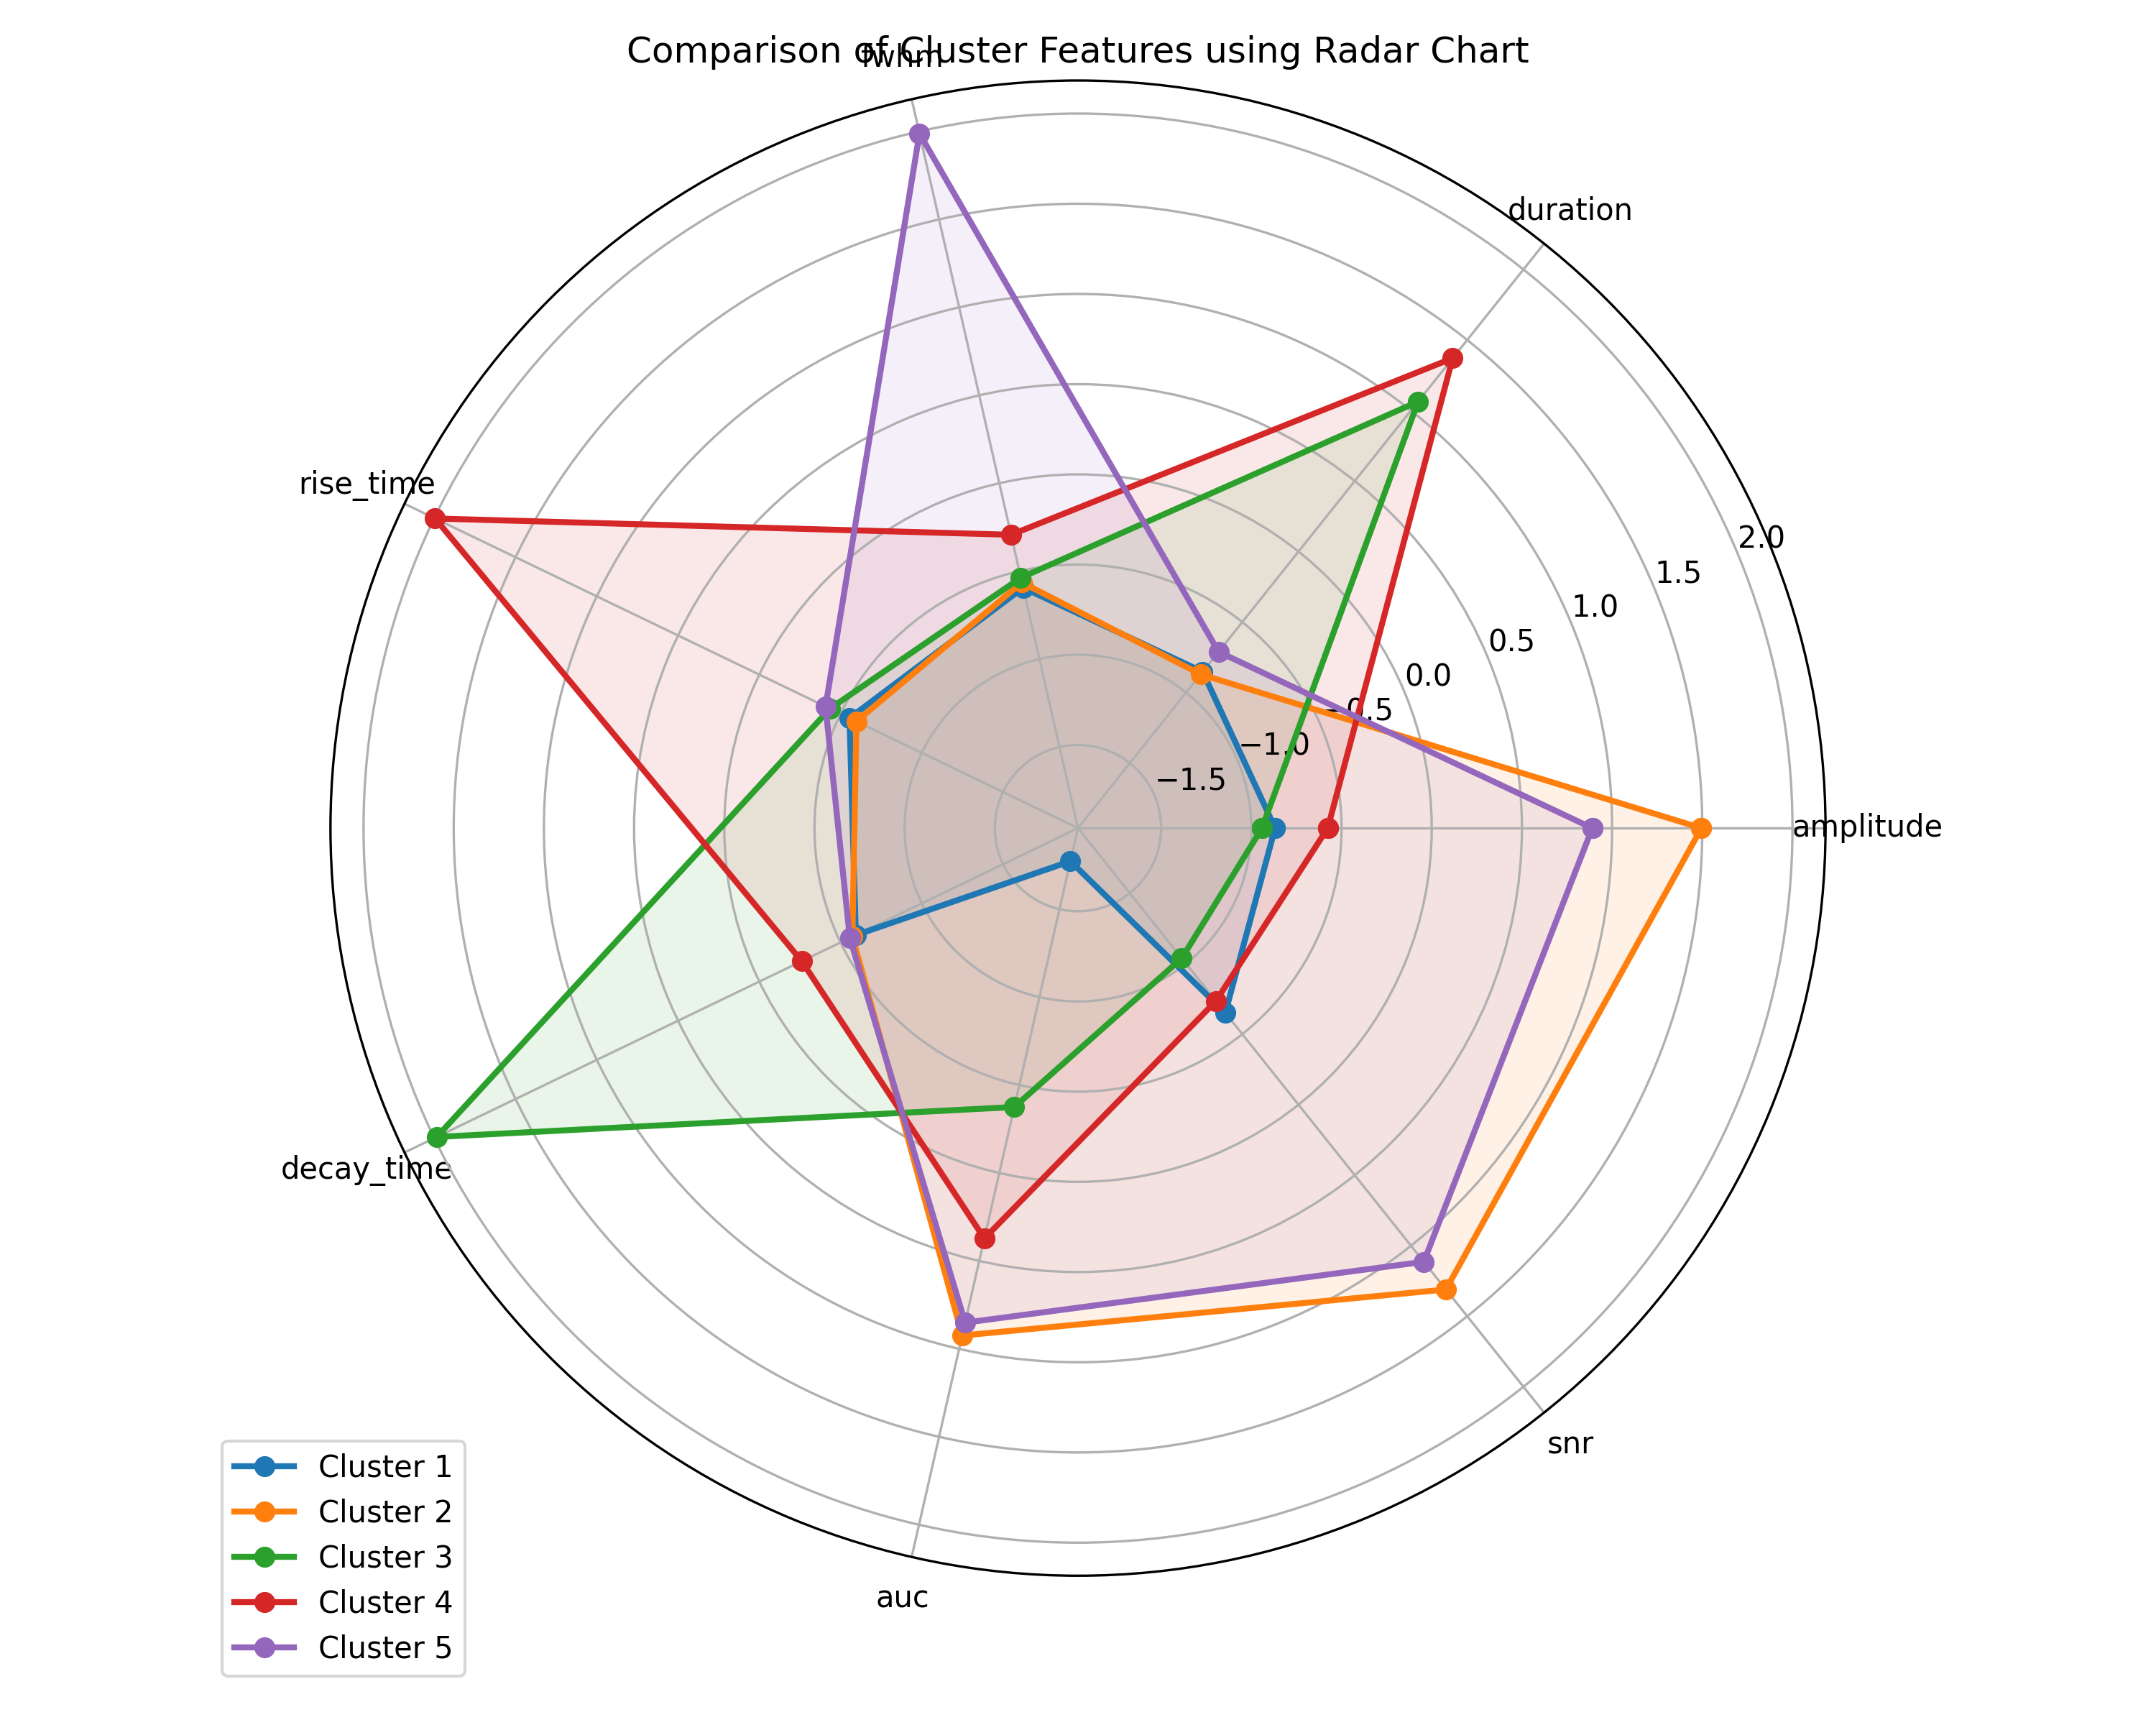 Comparison of Cluster Features using Radar Chart
fwhm
duration
rise_time
2.0
1.5
1.0
0.5
0.0
−0.5
−1.0
−1.5
amplitude
decay_time
snr
auc
Cluster 1
Cluster 2
Cluster 3
Cluster 4
Cluster 5